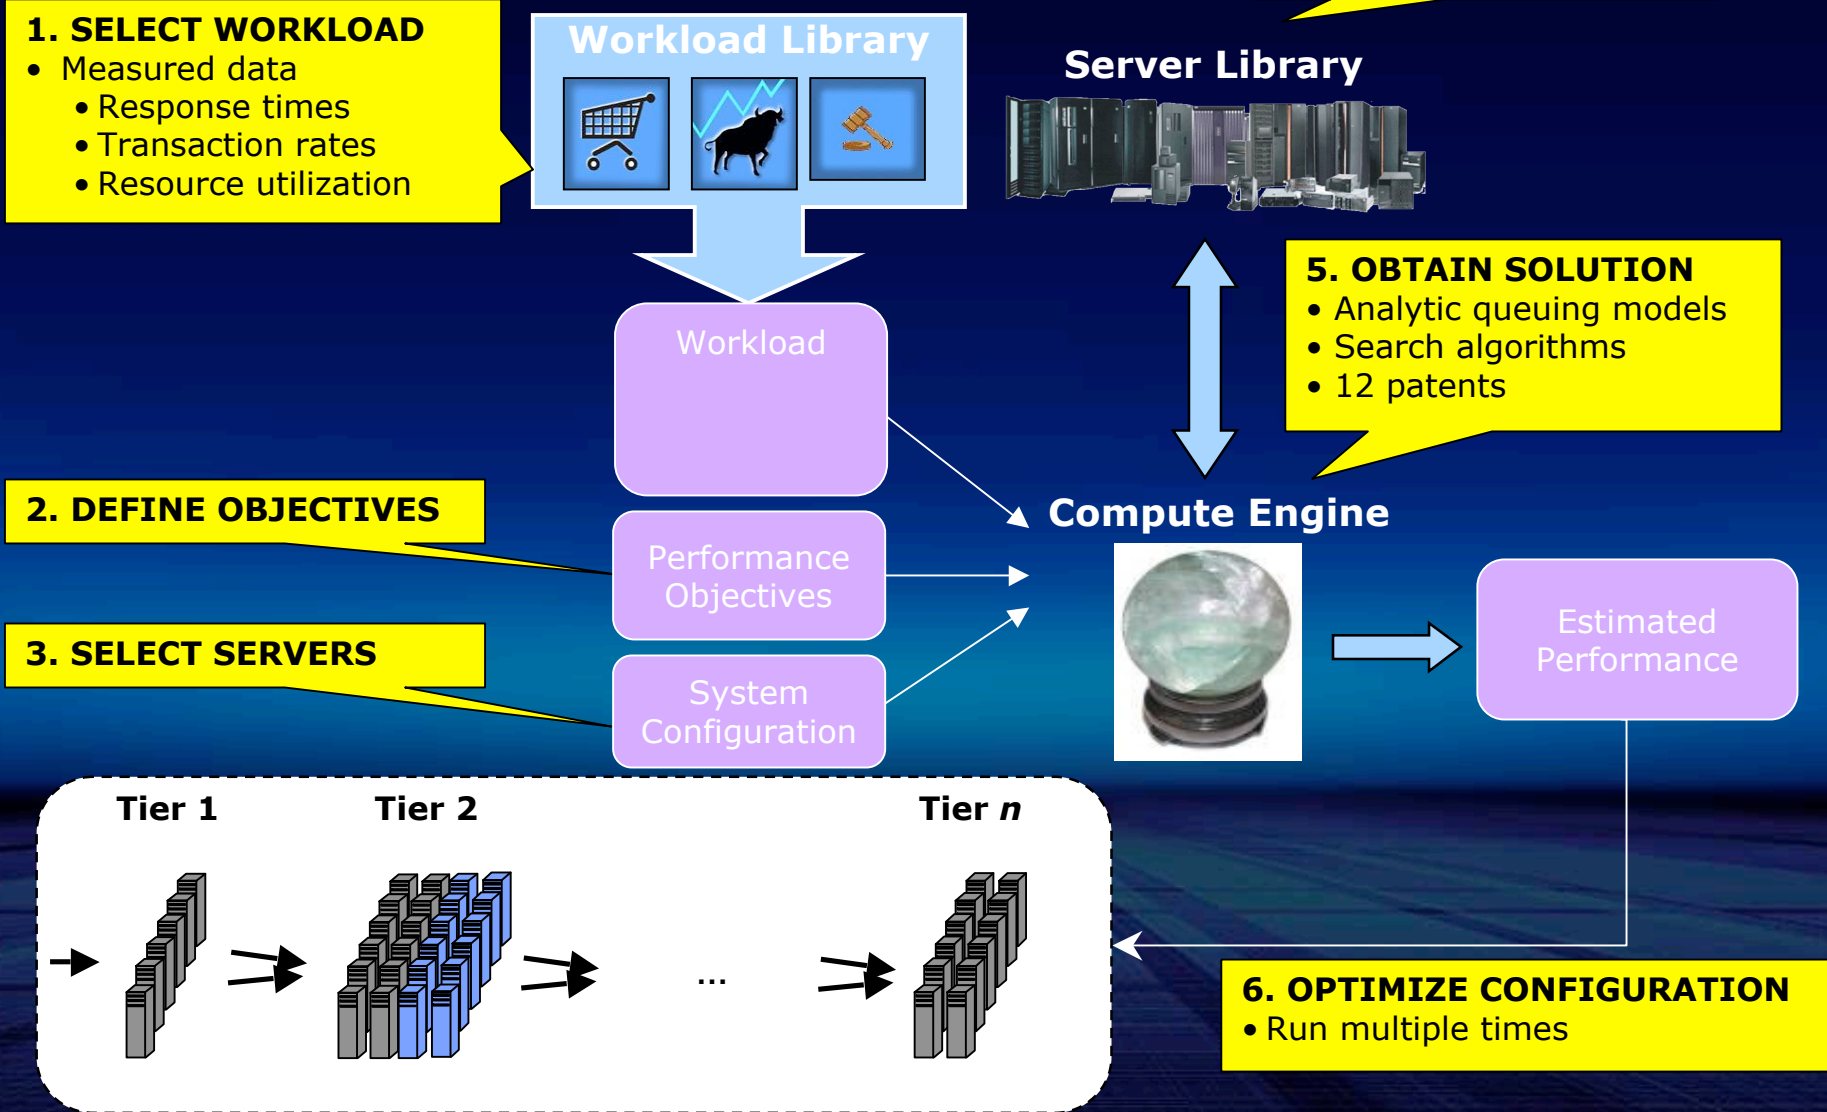 1. SELECT WORKLOAD
• Measured data
• Response times
• Transaction rates
• Resource utilization
Workload Library
Server Library
5. OBTAIN SOLUTION
• Analytic queuing models
• Search algorithms
• 12 patents
Workload
2. DEFINE OBJECTIVES
Performance
Objectives
Compute Engine
Estimated
Performance
3. SELECT SERVERS
System
Configuration
Tier 1
Tier 2
Tier n
...
6. OPTIMIZE CONFIGURATION
• Run multiple times